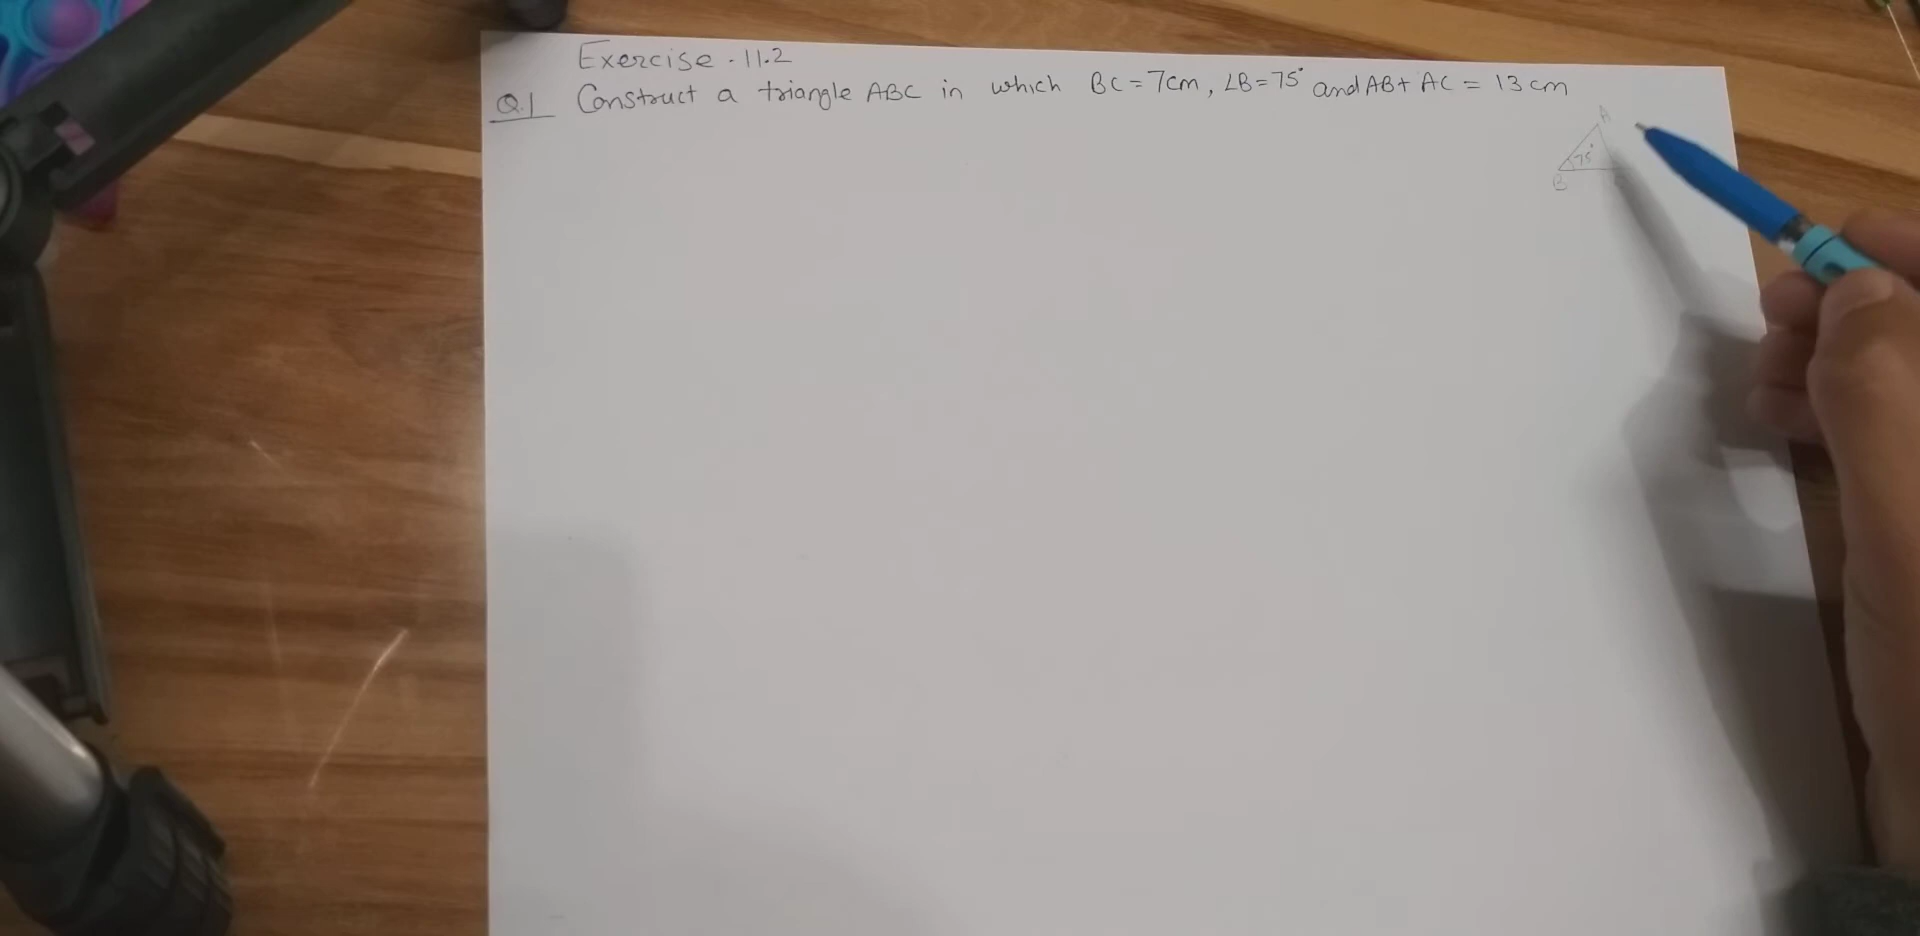 Exercise - 11.2
Q.1 Construct a triangle ABC in which BC = 7cm, ∠B = 75° and AB + AC = 13 cm
A
75°
B